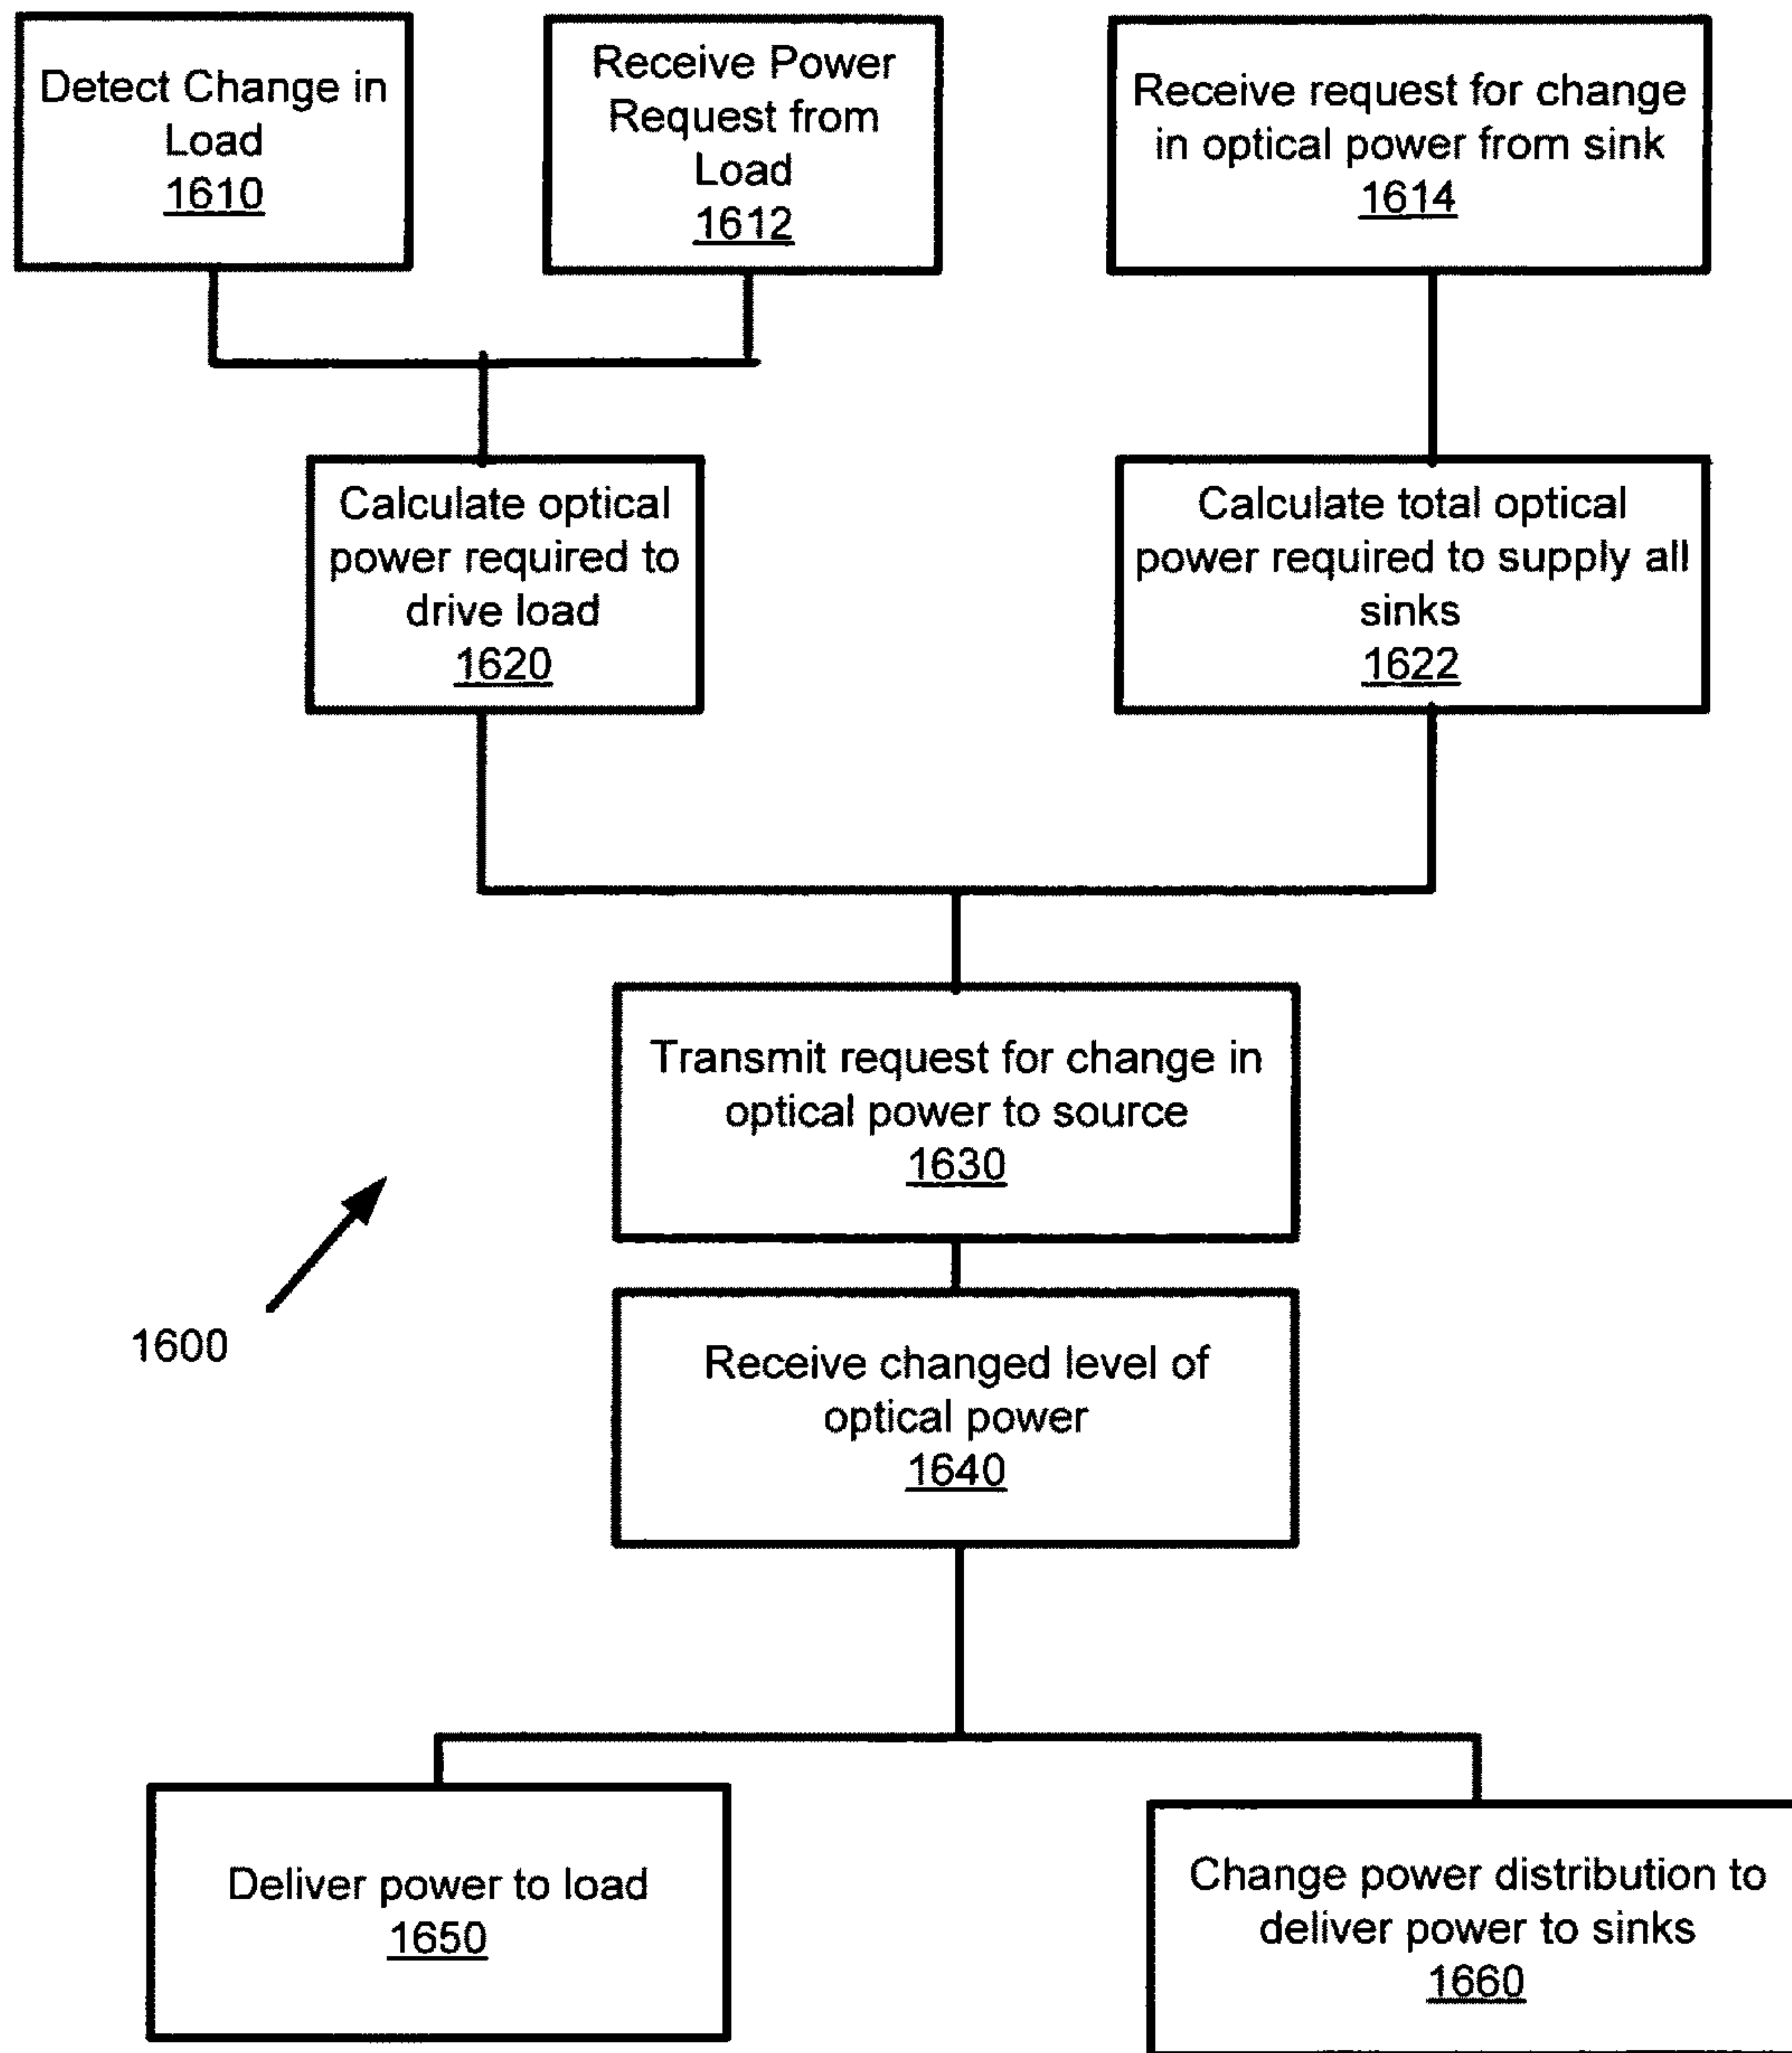 Detect Change in
Load
1610
Receive Power
Request from
Load
1612
Receive request for change
in optical power from sink
1614
Calculate optical
power required to
drive load
1620
Calculate total optical
power required to supply all
sinks
1622
Transmit request for change in
optical power to source
1630
1600
Receive changed level of
optical power
1640
Deliver power to load
1650
Change power distribution to
deliver power to sinks
1660